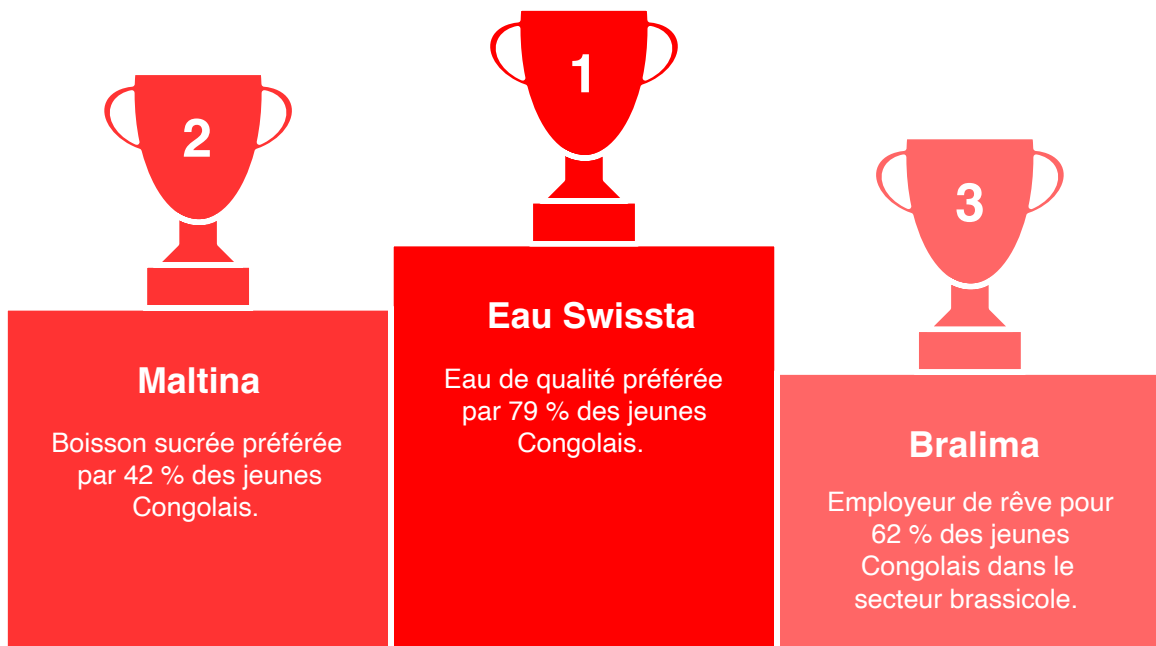 2
Maltina
Boisson sucrée préférée
par 42 % des jeunes
Congolais.
1
Eau Swissta
Eau de qualité préférée
par 79 % des jeunes
Congolais.
3
Bralima
Employeur de rêve pour
62 % des jeunes
Congolais dans le
secteur brassicole.